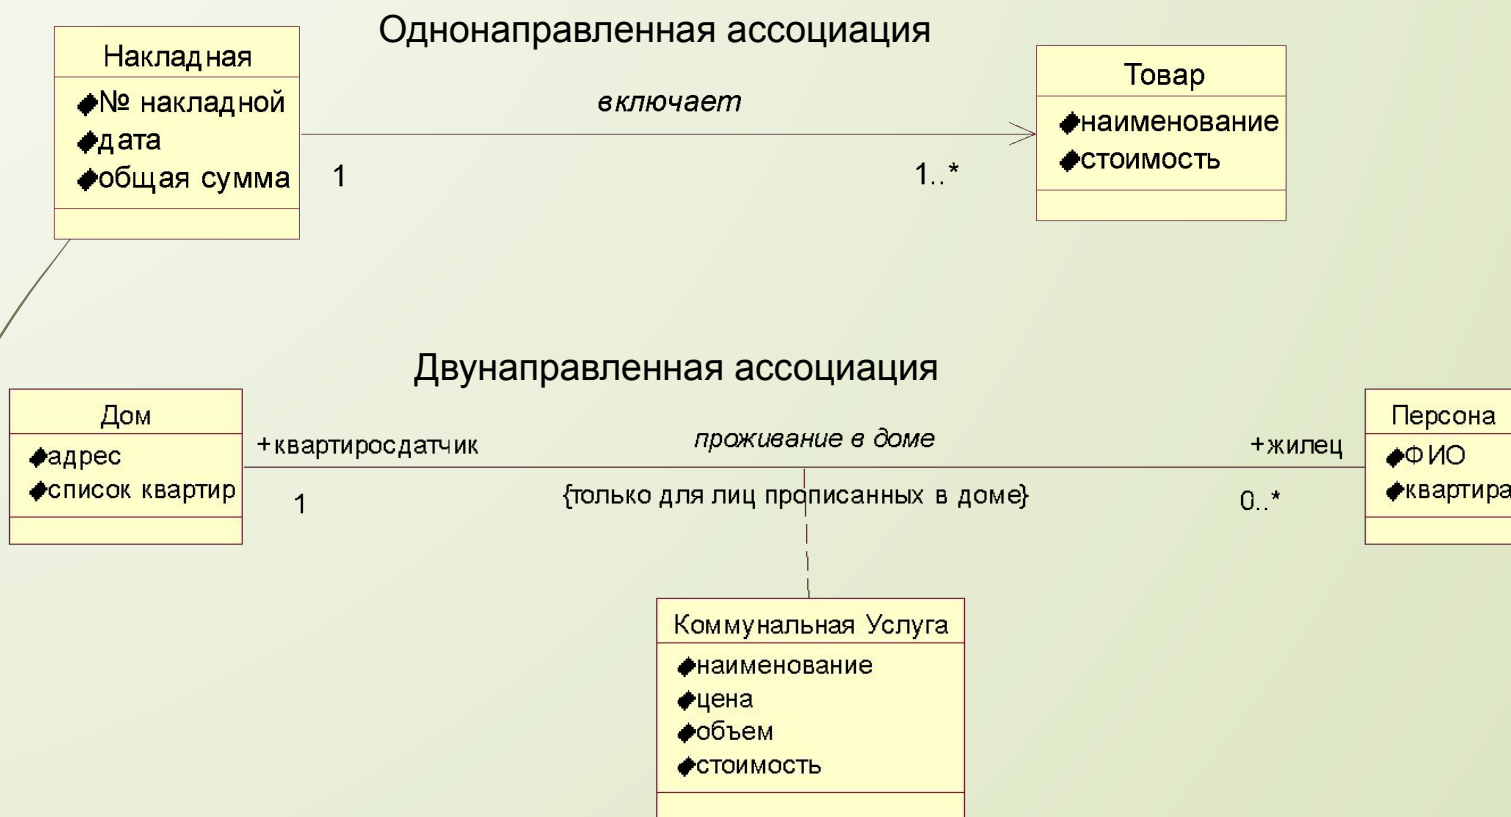 Однонаправленная ассоциация
Накладная
№ накладной
дата
общая сумма
включает
1
1..*
Товар
наименование
стоимость
Двунаправленная ассоциация
Дом
адрес
список квартир
+квартиросдатчик
проживание в доме
+жилец
1
{только для лиц прописанных в доме}
0..*
Персона
ФИО
квартира
Коммунальная Услуга
наименование
цена
объем
стоимость